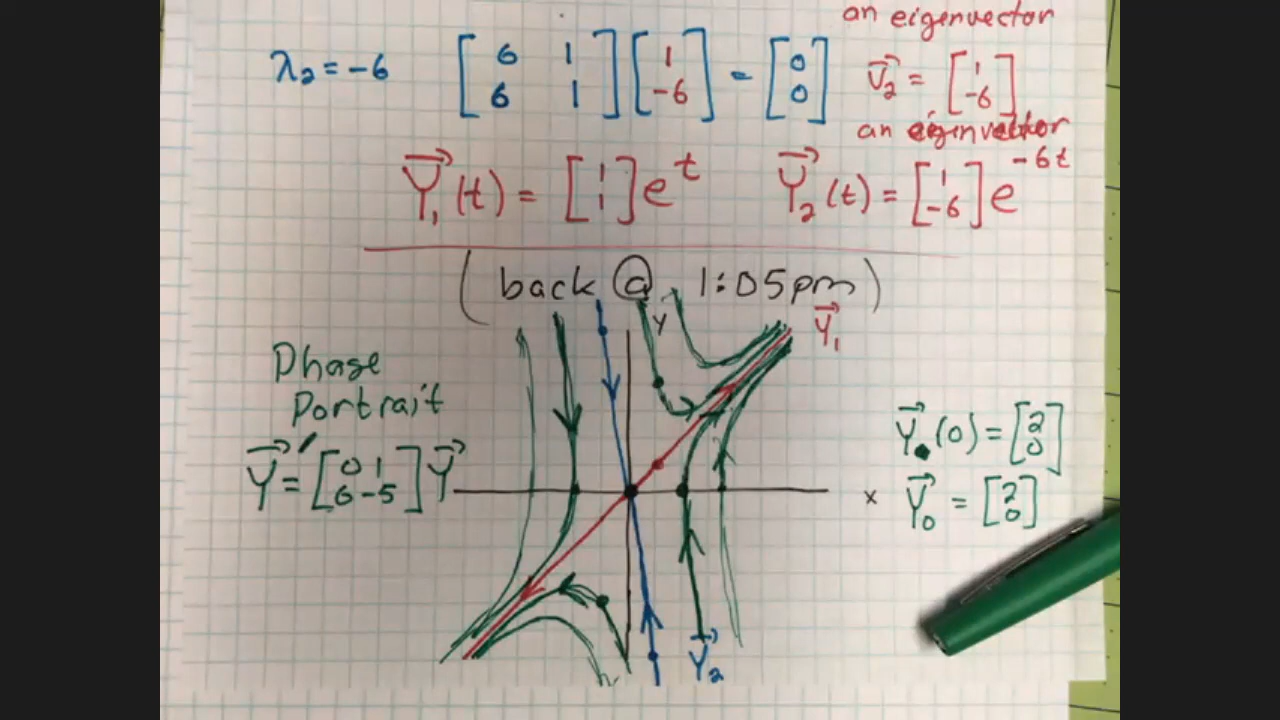 an eigenvector
λ₂ = -6 [6 1; 6 1] [1; -6] = [0; 0] v⃗₂ = [1; -6]
an eigenvector
Y⃗₁(t) = [1; 1] e^t Y⃗₂(t) = [1; -6] e^{-6t}
(back @ 1:05pm)
y
Y⃗₁
Phase
Portrait
Y⃗′ = [0 1; 6 -5] Y⃗
Y⃗.(0) = [2; 0]
x
Y⃗₀ = [2; 0]
Y⃗₂